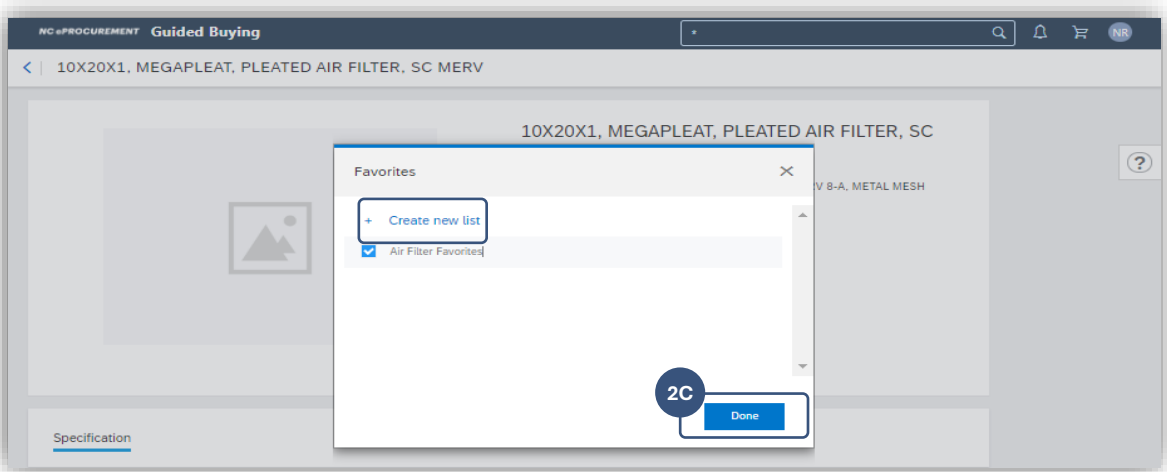 NC ePROCUREMENT Guided Buying
*
NR
< | 10X20X1, MEGAPLEAT, PLEATED AIR FILTER, SC MERV
10X20X1, MEGAPLEAT, PLEATED AIR FILTER, SC
V 8-A, METAL MESH
?
Favorites
+ Create new list
Air Filter Favorites
2C
Done
Specification